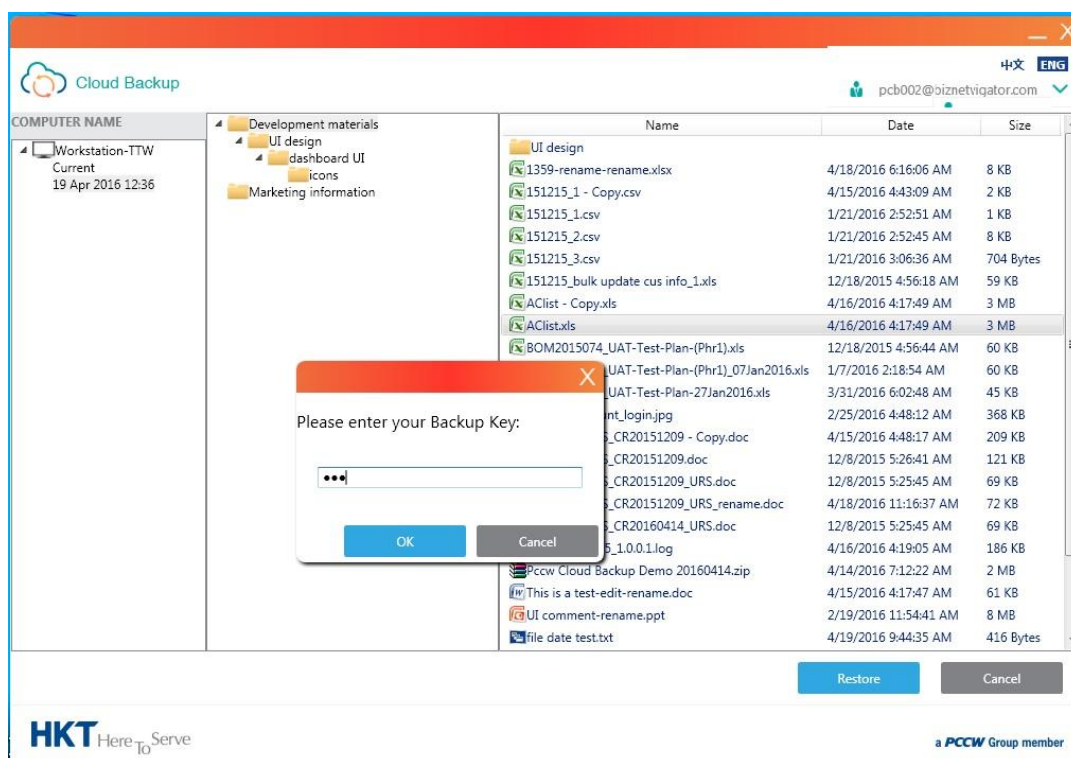 中文 ENG
Cloud Backup
pcb002@biznetvigator.com
COMPUTER NAME
Workstation-TTW
Current
19 Apr 2016 12:36
Development materials
UI design
dashboard UI
icons
Marketing information
Name Date Size
UI design
1359-rename-rename.xlsx 4/18/2016 6:16:06 AM 8 KB
151215_1 - Copy.csv 4/15/2016 4:43:09 AM 2 KB
151215_1.csv 1/21/2016 2:52:51 AM 1 KB
151215_2.csv 1/21/2016 2:52:45 AM 8 KB
151215_3.csv 1/21/2016 3:06:36 AM 704 Bytes
151215_bulk update cus info_1.xls 12/18/2015 4:56:18 AM 59 KB
AClist - Copy.xls 4/16/2016 4:17:49 AM 3 MB
AClist.xls 4/16/2016 4:17:49 AM 3 MB
BOM2015074_UAT-Test-Plan-(Phr1).xls 12/18/2015 4:56:44 AM 60 KB
_UAT-Test-Plan-(Phr1)_07Jan2016.xls 1/7/2016 2:18:54 AM 60 KB
_UAT-Test-Plan-27Jan2016.xls 3/31/2016 6:02:48 AM 45 KB
nt_login.jpg 2/25/2016 4:48:12 AM 368 KB
_CR20151209 - Copy.doc 4/15/2016 4:48:17 AM 209 KB
_CR20151209.doc 12/8/2015 5:26:41 AM 121 KB
_CR20151209_URS.doc 12/8/2015 5:25:45 AM 69 KB
_CR20151209_URS_rename.doc 4/18/2016 11:16:37 AM 72 KB
_CR20160414_URS.doc 12/8/2015 5:25:45 AM 69 KB
_1.0.0.1.log 4/16/2016 4:19:05 AM 186 KB
Pccw Cloud Backup Demo 20160414.zip 4/14/2016 7:12:22 AM 2 MB
This is a test-edit-rename.doc 4/15/2016 4:17:47 AM 61 KB
UI comment-rename.ppt 2/19/2016 11:54:41 AM 8 MB
file date test.txt 4/19/2016 9:44:35 AM 416 Bytes
X
Please enter your Backup Key:
•••
OK Cancel
Restore Cancel
HKT Here To Serve
a PCCW Group member